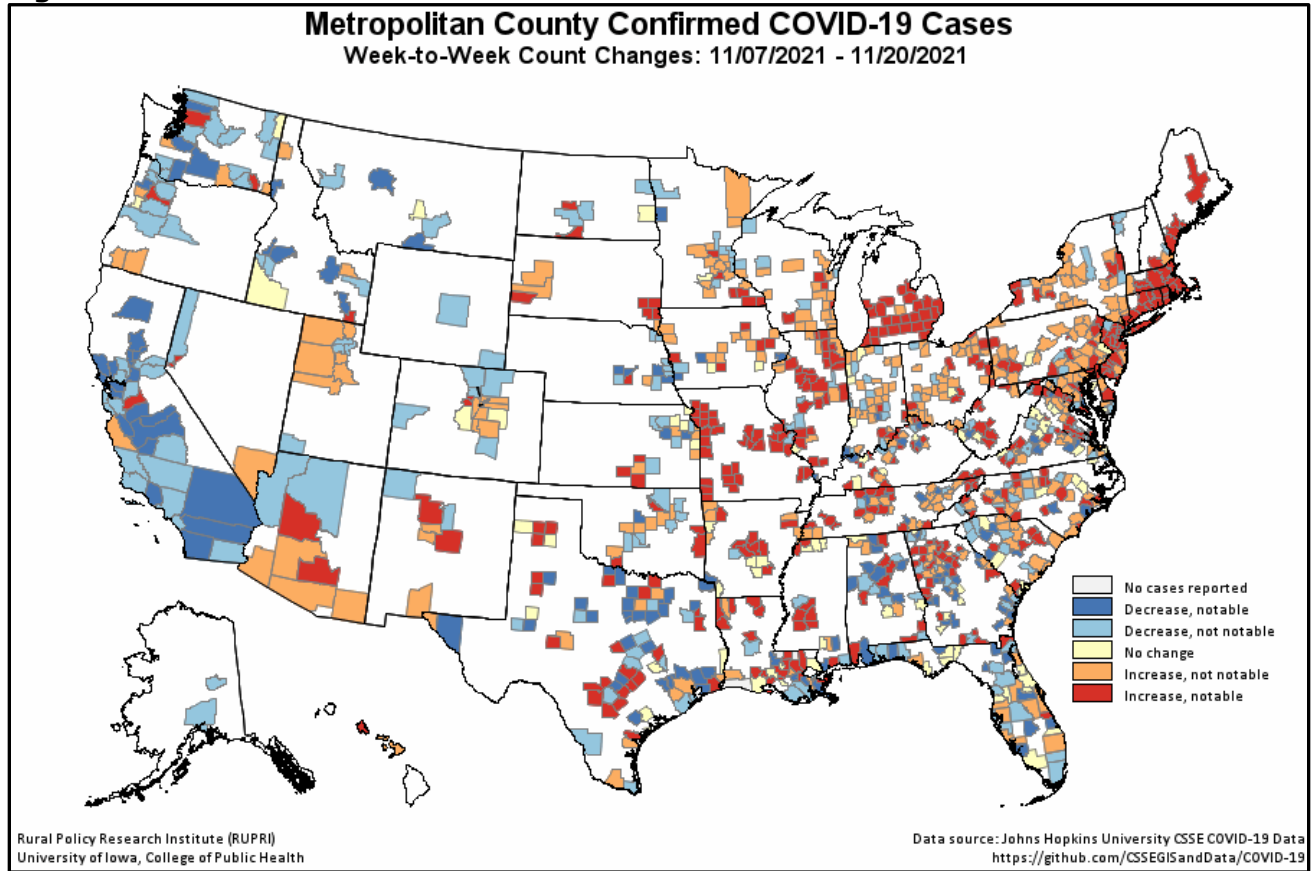 Metropolitan County Confirmed COVID-19 Cases
Week-to-Week Count Changes: 11/07/2021 - 11/20/2021
No cases reported
Decrease, notable
Decrease, not notable
No change
Increase, not notable
Increase, notable
Rural Policy Research Institute (RUPRI)
University of Iowa, College of Public Health
Data source: Johns Hopkins University CSSE COVID-19 Data
https://github.com/CSSEGISandData/COVID-19